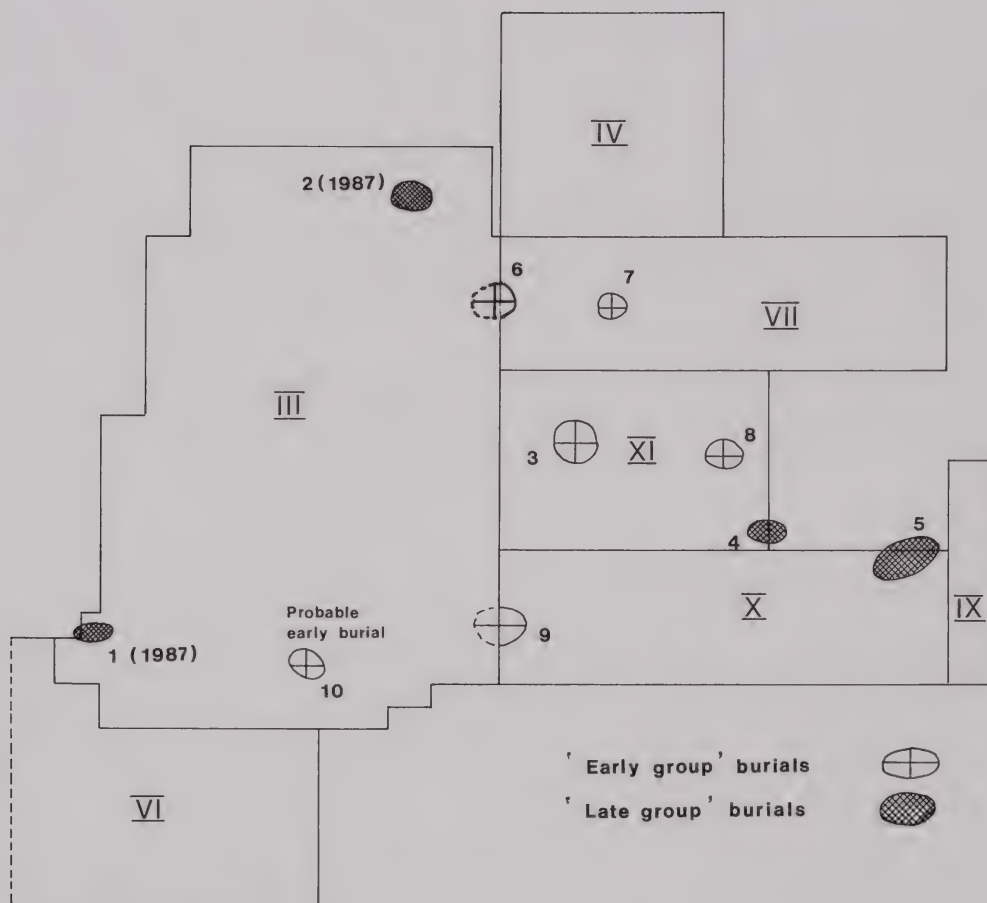 IV
2 (1987)
6
7
VII
III
3
XI
8
4
5
Probable
early burial
X
IX
9
1 (1987)
10
' Early group ' burials
' Late group ' burials
VI